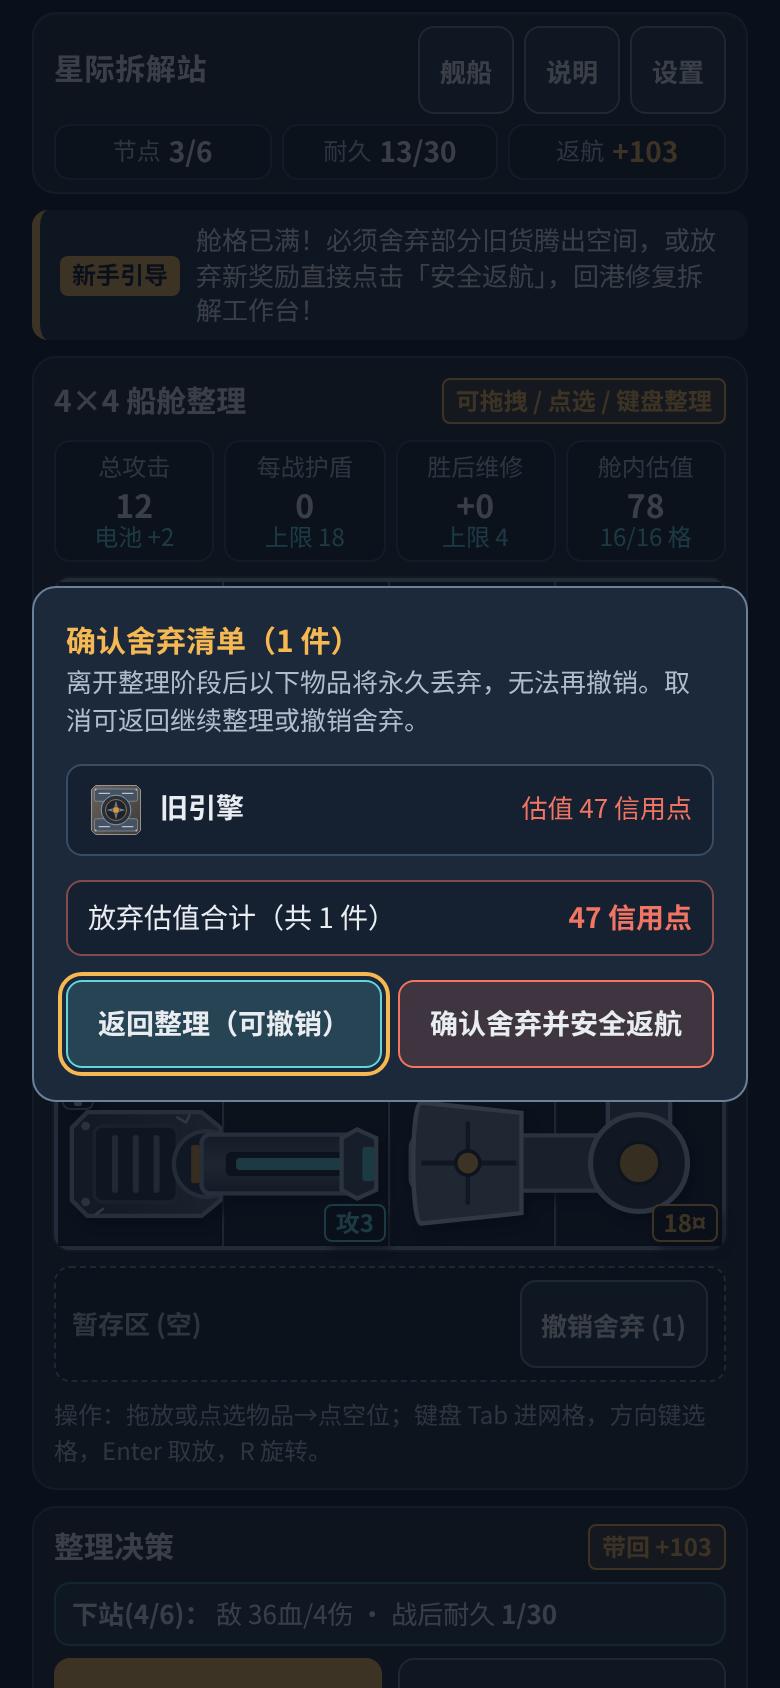 星际拆解站
舰船
说明
设置
节点 3/6
耐久 13/30
返航 +103
新手引导
舱格已满！必须舍弃部分旧货腾出空间，或放
弃新奖励直接点击「安全返航」，回港修复拆
解工作台！
4×4 船舱整理
可拖拽 / 点选 / 键盘整理
总攻击
12
电池 +2
每战护盾
0
上限 18
胜后维修
+0
上限 4
舱内估值
78
16/16 格
确认舍弃清单（1 件）
离开整理阶段后以下物品将永久丢弃，无法再撤销。取
消可返回继续整理或撤销舍弃。
旧引擎
估值 47 信用点
放弃估值合计（共 1 件）
47 信用点
返回整理（可撤销）
确认舍弃并安全返航
攻3
18¤
暂存区 (空)
撤销舍弃 (1)
操作：拖放或点选物品→点空位；键盘 Tab 进网格，方向键选
格，Enter 取放，R 旋转。
整理决策
带回 +103
下站(4/6)： 敌 36血/4伤 · 战后耐久 1/30